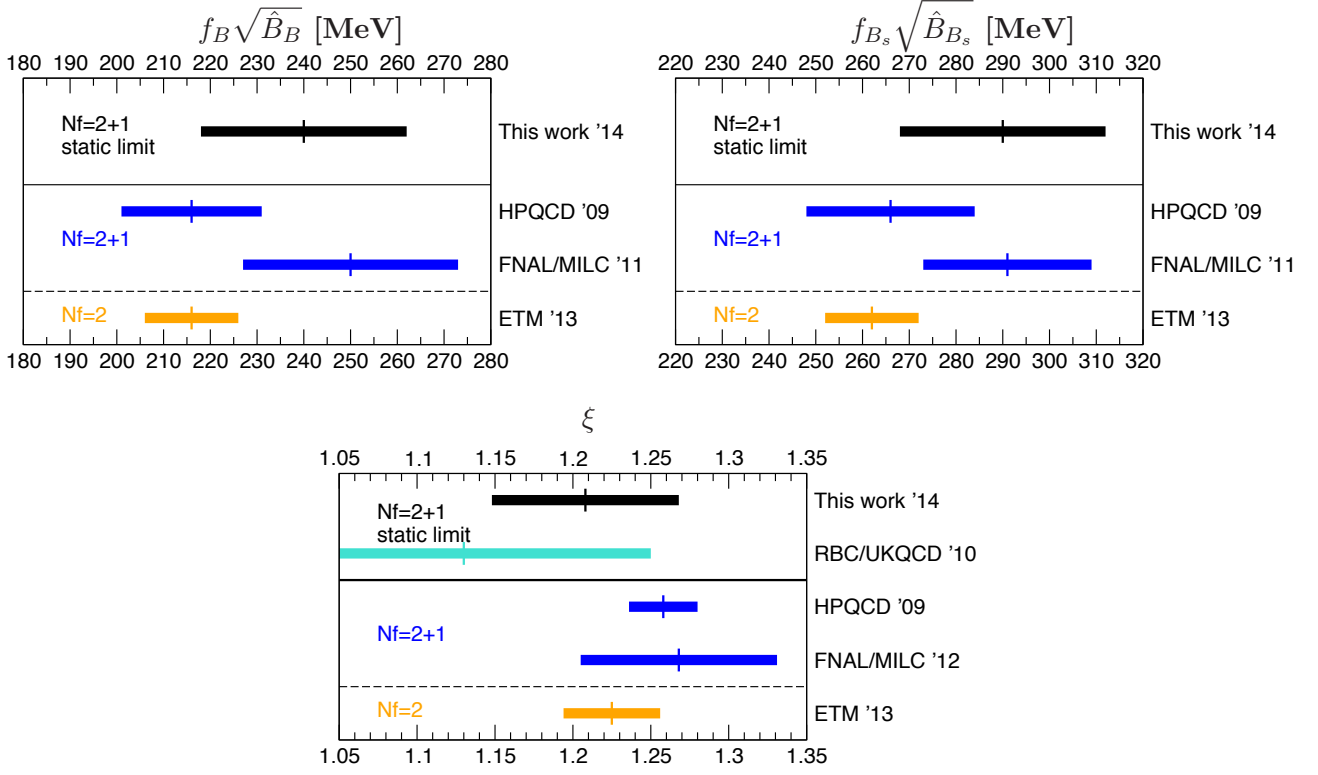 f_B√B̂_B [MeV]
180 190 200 210 220 230 240 250 260 270 280
Nf=2+1
static limit
This work '14
HPQCD '09
Nf=2+1
FNAL/MILC '11
Nf=2
ETM '13
180 190 200 210 220 230 240 250 260 270 280
f_{B_s}√B̂_{B_s} [MeV]
220 230 240 250 260 270 280 290 300 310 320
Nf=2+1
static limit
This work '14
HPQCD '09
Nf=2+1
FNAL/MILC '11
Nf=2
ETM '13
220 230 240 250 260 270 280 290 300 310 320
ξ
1.05 1.1 1.15 1.2 1.25 1.3 1.35
This work '14
Nf=2+1
static limit
RBC/UKQCD '10
HPQCD '09
Nf=2+1
FNAL/MILC '12
Nf=2
ETM '13
1.05 1.1 1.15 1.2 1.25 1.3 1.35